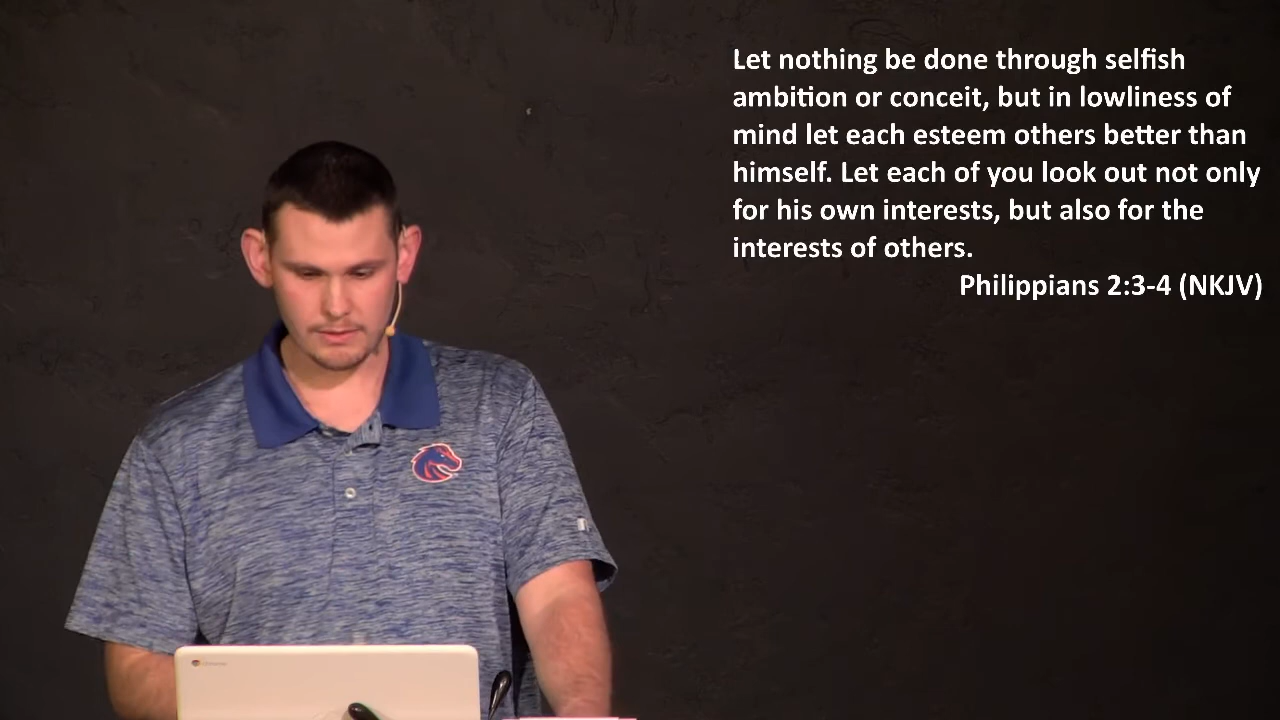 Let nothing be done through selfish
ambition or conceit, but in lowliness of
mind let each esteem others better than
himself. Let each of you look out not only
for his own interests, but also for the
interests of others.
Philippians 2:3-4 (NKJV)